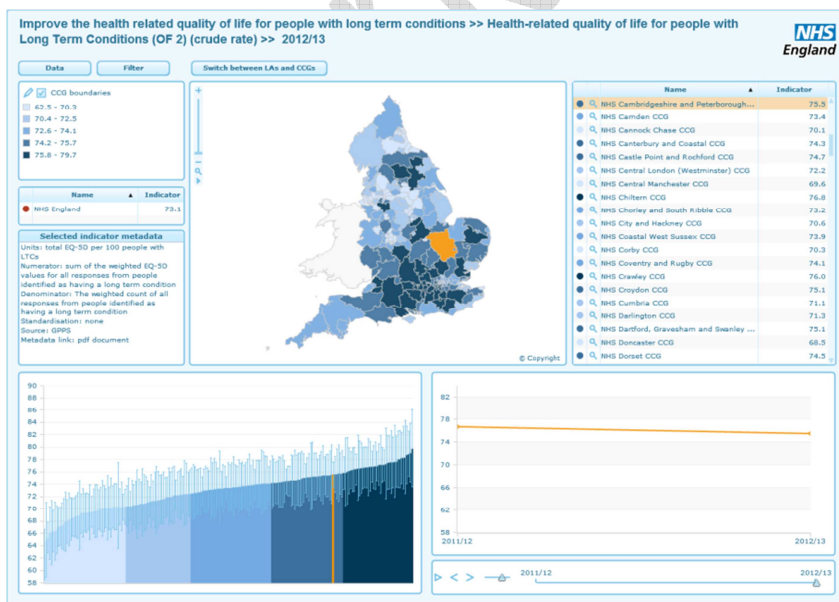 Improve the health related quality of life for people with long term conditions >> Health-related quality of life for people with
Long Term Conditions (OF 2) (crude rate) >> 2012/13
NHS
England
Data
Filter
Switch between LAs and CCGs
CCG boundaries
62.5 - 70.3
70.4 - 72.5
72.6 - 74.1
74.2 - 75.7
75.8 - 79.7
Name ▲ Indicator
NHS England 73.1
Selected indicator metadata
Units: total EQ-5D per 100 people with
LTCs
Numerator: sum of the weighted EQ-5D
values for all responses from people
identified as having a long term condition
Denominator: The weighted count of all
responses from people identified as
having a long term condition
Standardisation: none
Source: GPPS
Metadata link: pdf document
© Copyright
Name ▲ Indicator
NHS Cambridgeshire and Peterborough... 75.5
NHS Camden CCG 73.4
NHS Cannock Chase CCG 70.1
NHS Canterbury and Coastal CCG 74.3
NHS Castle Point and Rochford CCG 74.7
NHS Central London (Westminster) CCG 72.2
NHS Central Manchester CCG 69.6
NHS Chiltern CCG 76.8
NHS Chorley and South Ribble CCG 73.2
NHS City and Hackney CCG 70.6
NHS Coastal West Sussex CCG 73.9
NHS Corby CCG 70.3
NHS Coventry and Rugby CCG 74.1
NHS Crawley CCG 76.0
NHS Croydon CCG 75.1
NHS Cumbria CCG 71.1
NHS Darlington CCG 71.3
NHS Dartford, Gravesham and Swanley ... 75.1
NHS Doncaster CCG 68.5
NHS Dorset CCG 74.5
90
88
86
84
82
80
78
76
74
72
70
68
66
64
62
60
58
82
78
74
70
66
62
58
2011/12
2012/13
2011/12
2012/13